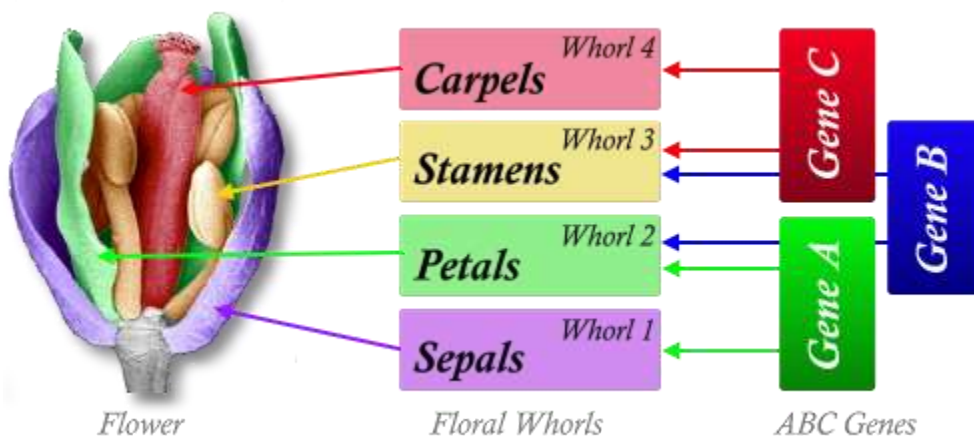 Whorl 4
Carpels
Whorl 3
Stamens
Whorl 2
Petals
Whorl 1
Sepals
Gene C
Gene B
Gene A
Flower
Floral Whorls
ABC Genes